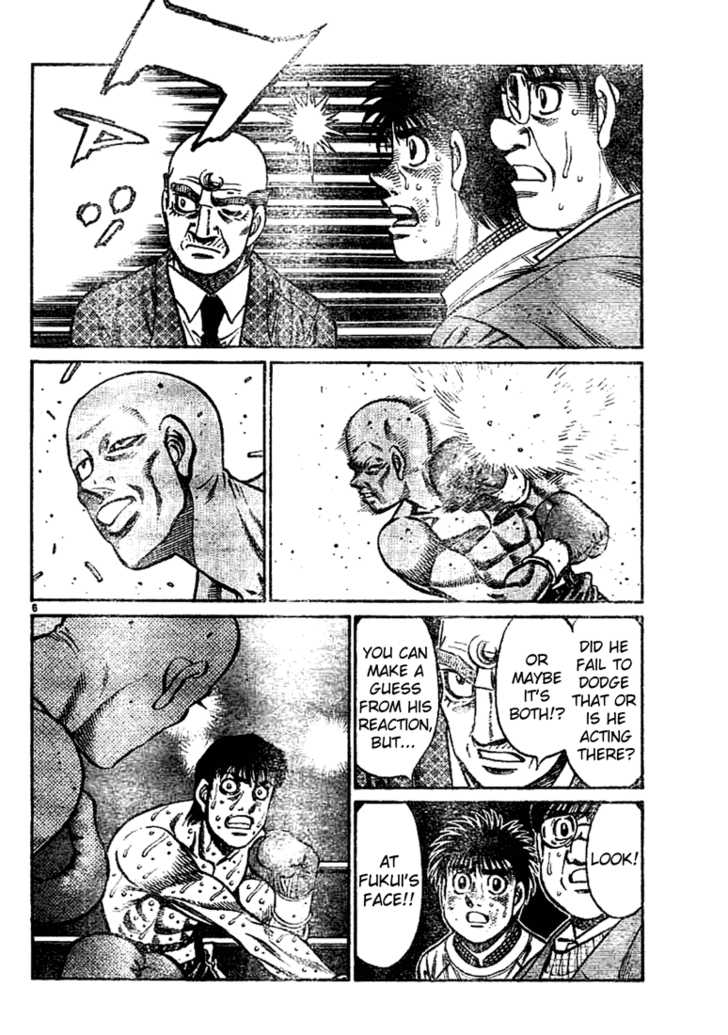 6
DID HE
FAIL TO
DODGE
THAT OR
IS HE
ACTING
THERE?
OR
MAYBE
IT'S
BOTH!?
YOU CAN
MAKE A
GUESS
FROM HIS
REACTION,
BUT...
LOOK!
AT
FUKUI'S
FACE!!